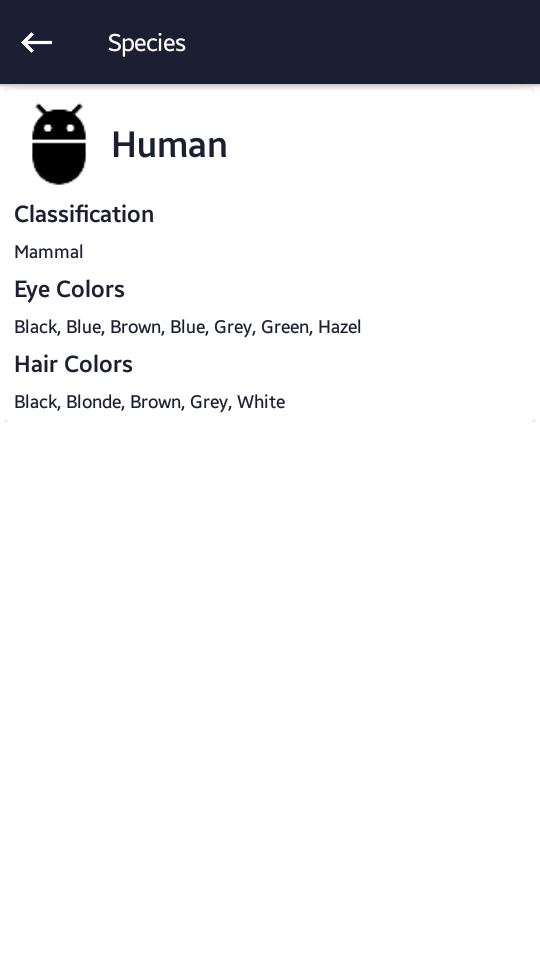 Species
Human
Classification
Mammal
Eye Colors
Black, Blue, Brown, Blue, Grey, Green, Hazel
Hair Colors
Black, Blonde, Brown, Grey, White